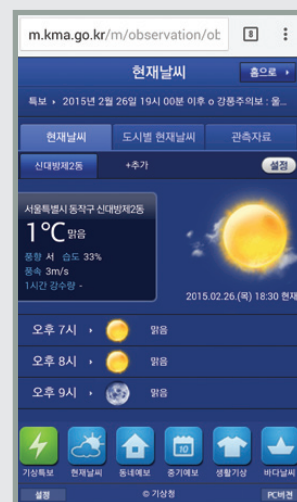 m.kma.go.kr/m/observation/ob
8
현재날씨
홈으로
특보 2015년 2월 26일 19시 00분 이후 o 강풍주의보 : 울...
현재날씨 도시별 현재날씨 관측자료
신대방제2동 +추가 설정
서울특별시 동작구 신대방제2동
1°C 맑음
풍향 서 습도 33%
풍속 3m/s
1시간 강수량 -
2015.02.26.(목) 18:30 현재
오후 7시 맑음
오후 8시 맑음
오후 9시 맑음
10
기상특보 현재날씨 동네예보 중기예보 생활기상 바다날씨
설정 © 기상청 PC버전